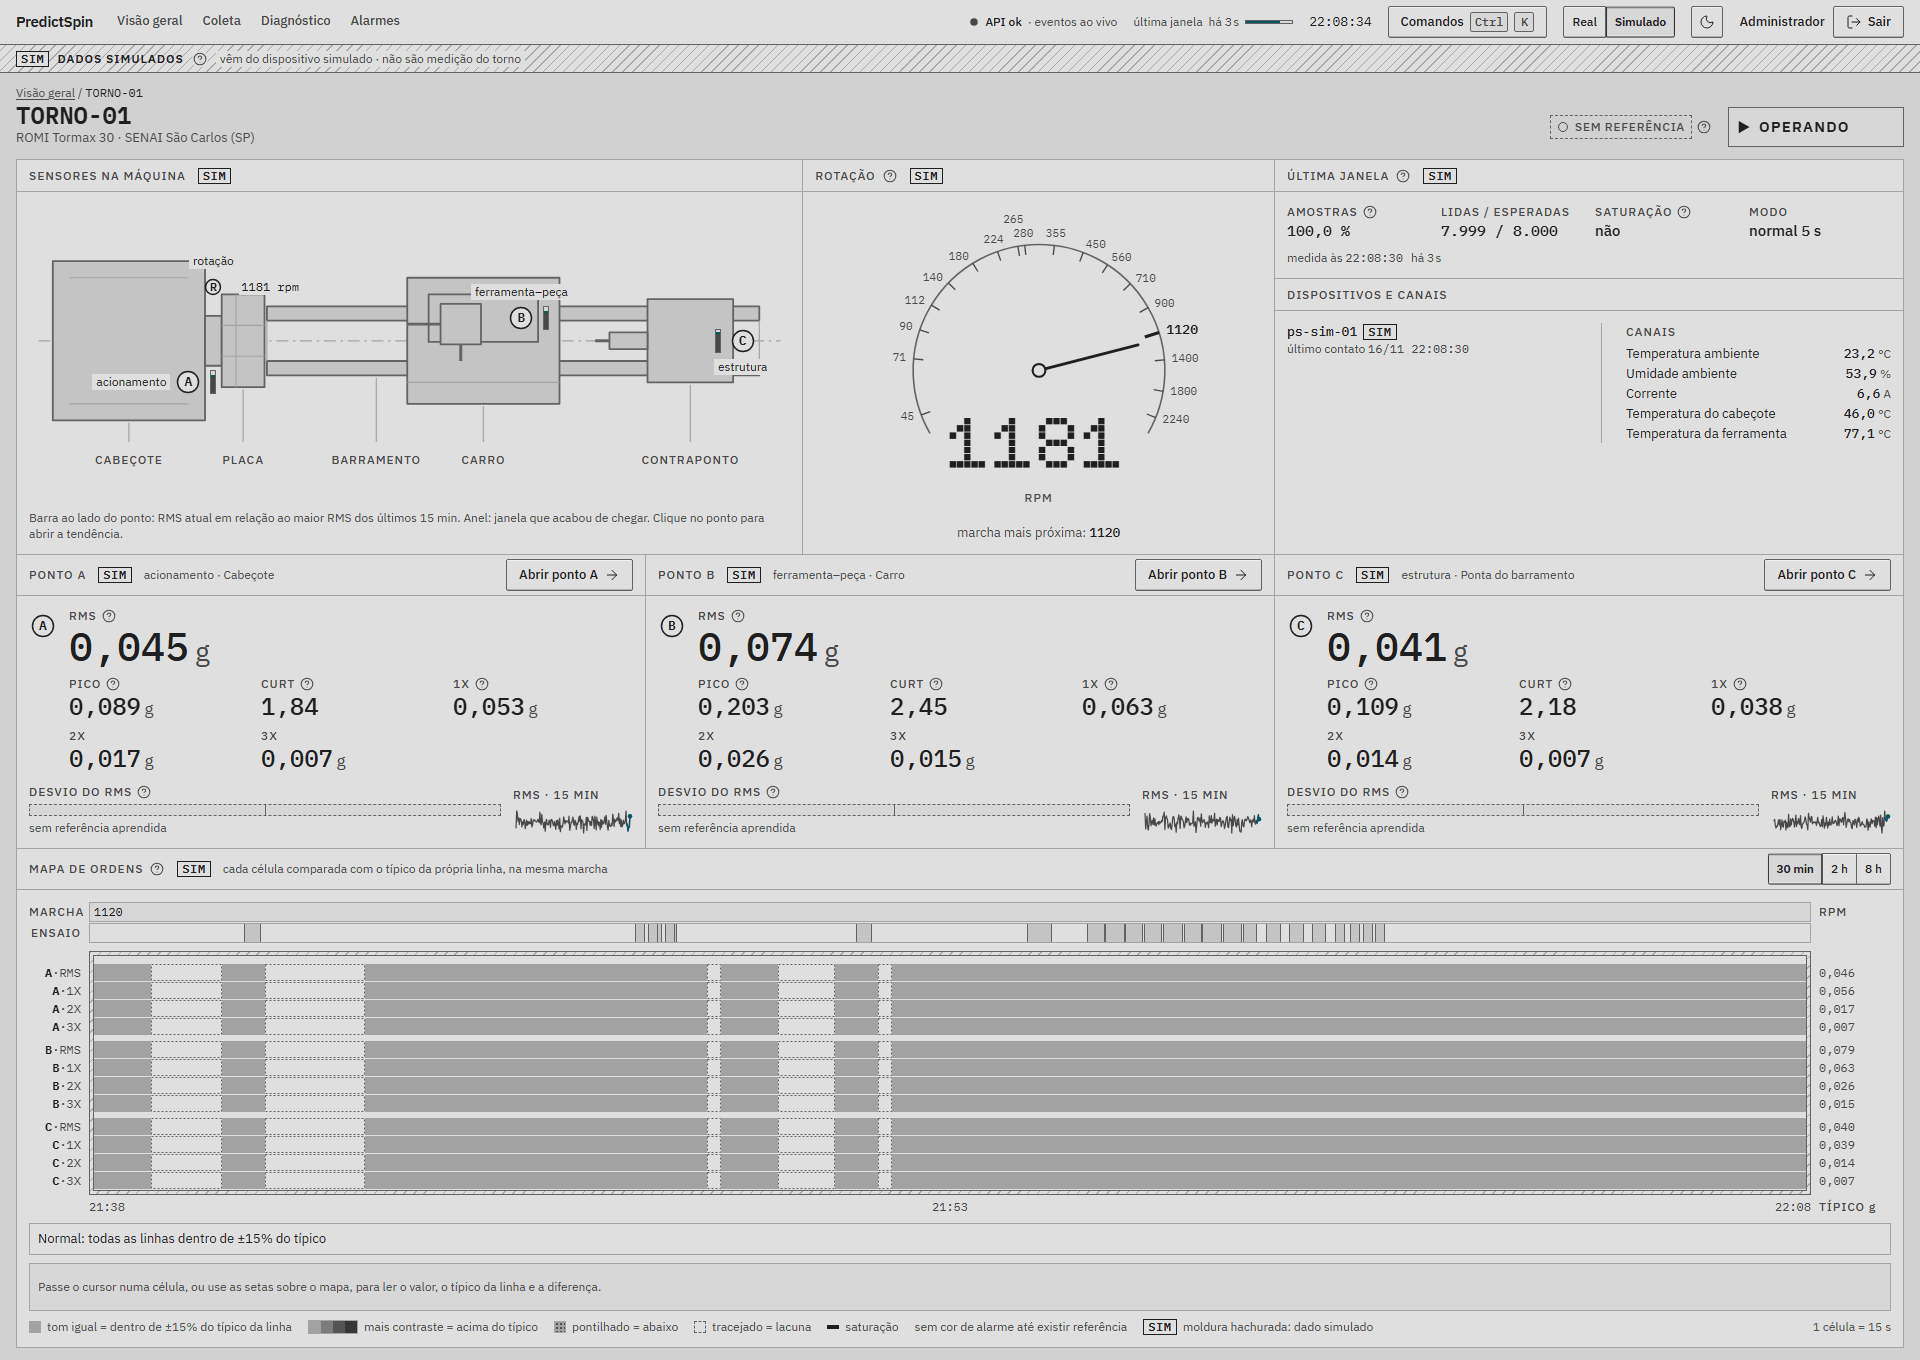 PredictSpin Visão geral Coleta Diagnóstico Alarmes API ok · eventos ao vivo última janela há 3 s 22:08:34 Comandos Ctrl K Real Simulado Administrador Sair
SIM DADOS SIMULADOS vêm do dispositivo simulado · não são medição do torno
Visão geral / TORNO-01
TORNO-01
ROMI Tormax 30 · SENAI São Carlos (SP)
SEM REFERÊNCIA OPERANDO
SENSORES NA MÁQUINA SIM
rotação
R 1181 rpm
ferramenta–peça
B
C
estrutura
acionamento A
CABEÇOTE PLACA BARRAMENTO CARRO CONTRAPONTO
Barra ao lado do ponto: RMS atual em relação ao maior RMS dos últimos 15 min. Anel: janela que acabou de chegar. Clique no ponto para
abrir a tendência.
ROTAÇÃO SIM
45 71 90 112 140 180 224 265 280 355 450 560 710 900 1120 1400 1800 2240
1181
RPM
marcha mais próxima: 1120
ÚLTIMA JANELA SIM
AMOSTRAS LIDAS / ESPERADAS SATURAÇÃO MODO
100,0 % 7.999 / 8.000 não normal 5 s
medida às 22:08:30 há 3 s
DISPOSITIVOS E CANAIS
ps-sim-01 SIM
último contato 16/11 22:08:30
CANAIS
Temperatura ambiente 23,2 °C
Umidade ambiente 53,9 %
Corrente 6,6 A
Temperatura do cabeçote 46,0 °C
Temperatura da ferramenta 77,1 °C
PONTO A SIM acionamento · Cabeçote Abrir ponto A
A RMS
0,045 g
PICO CURT 1X
0,089 g 1,84 0,053 g
2X 3X
0,017 g 0,007 g
DESVIO DO RMS RMS · 15 MIN
sem referência aprendida
PONTO B SIM ferramenta–peça · Carro Abrir ponto B
B RMS
0,074 g
PICO CURT 1X
0,203 g 2,45 0,063 g
2X 3X
0,026 g 0,015 g
DESVIO DO RMS RMS · 15 MIN
sem referência aprendida
PONTO C SIM estrutura · Ponta do barramento Abrir ponto C
C RMS
0,041 g
PICO CURT 1X
0,109 g 2,18 0,038 g
2X 3X
0,014 g 0,007 g
DESVIO DO RMS RMS · 15 MIN
sem referência aprendida
MAPA DE ORDENS SIM cada célula comparada com o típico da própria linha, na mesma marcha 30 min 2 h 8 h
MARCHA 1120 RPM
ENSAIO
A·RMS 0,046
A·1X 0,056
A·2X 0,017
A·3X 0,007
B·RMS 0,079
B·1X 0,063
B·2X 0,026
B·3X 0,015
C·RMS 0,040
C·1X 0,039
C·2X 0,014
C·3X 0,007
21:38 21:53 22:08 TÍPICO g
Normal: todas as linhas dentro de ±15% do típico
Passe o cursor numa célula, ou use as setas sobre o mapa, para ler o valor, o típico da linha e a diferença.
tom igual = dentro de ±15% do típico da linha mais contraste = acima do típico pontilhado = abaixo tracejado = lacuna saturação sem cor de alarme até existir referência SIM moldura hachurada: dado simulado 1 célula = 15 s